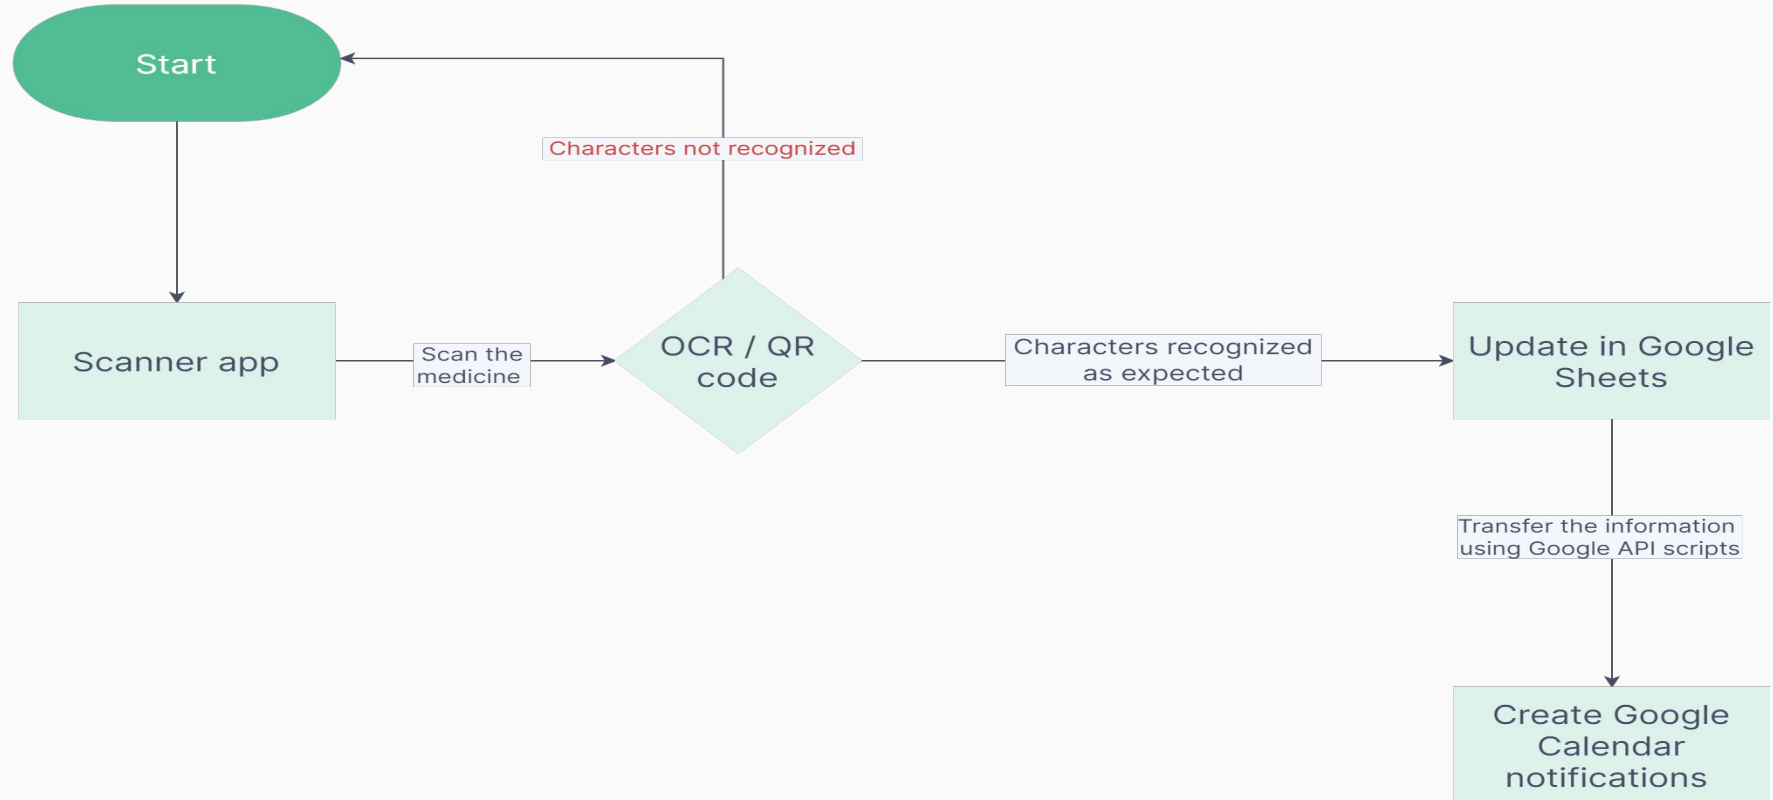 Start
Characters not recognized
Scanner app
Scan the
medicine
OCR / QR
code
Characters recognized
as expected
Update in Google
Sheets
Transfer the information
using Google API scripts
Create Google
Calendar
notifications